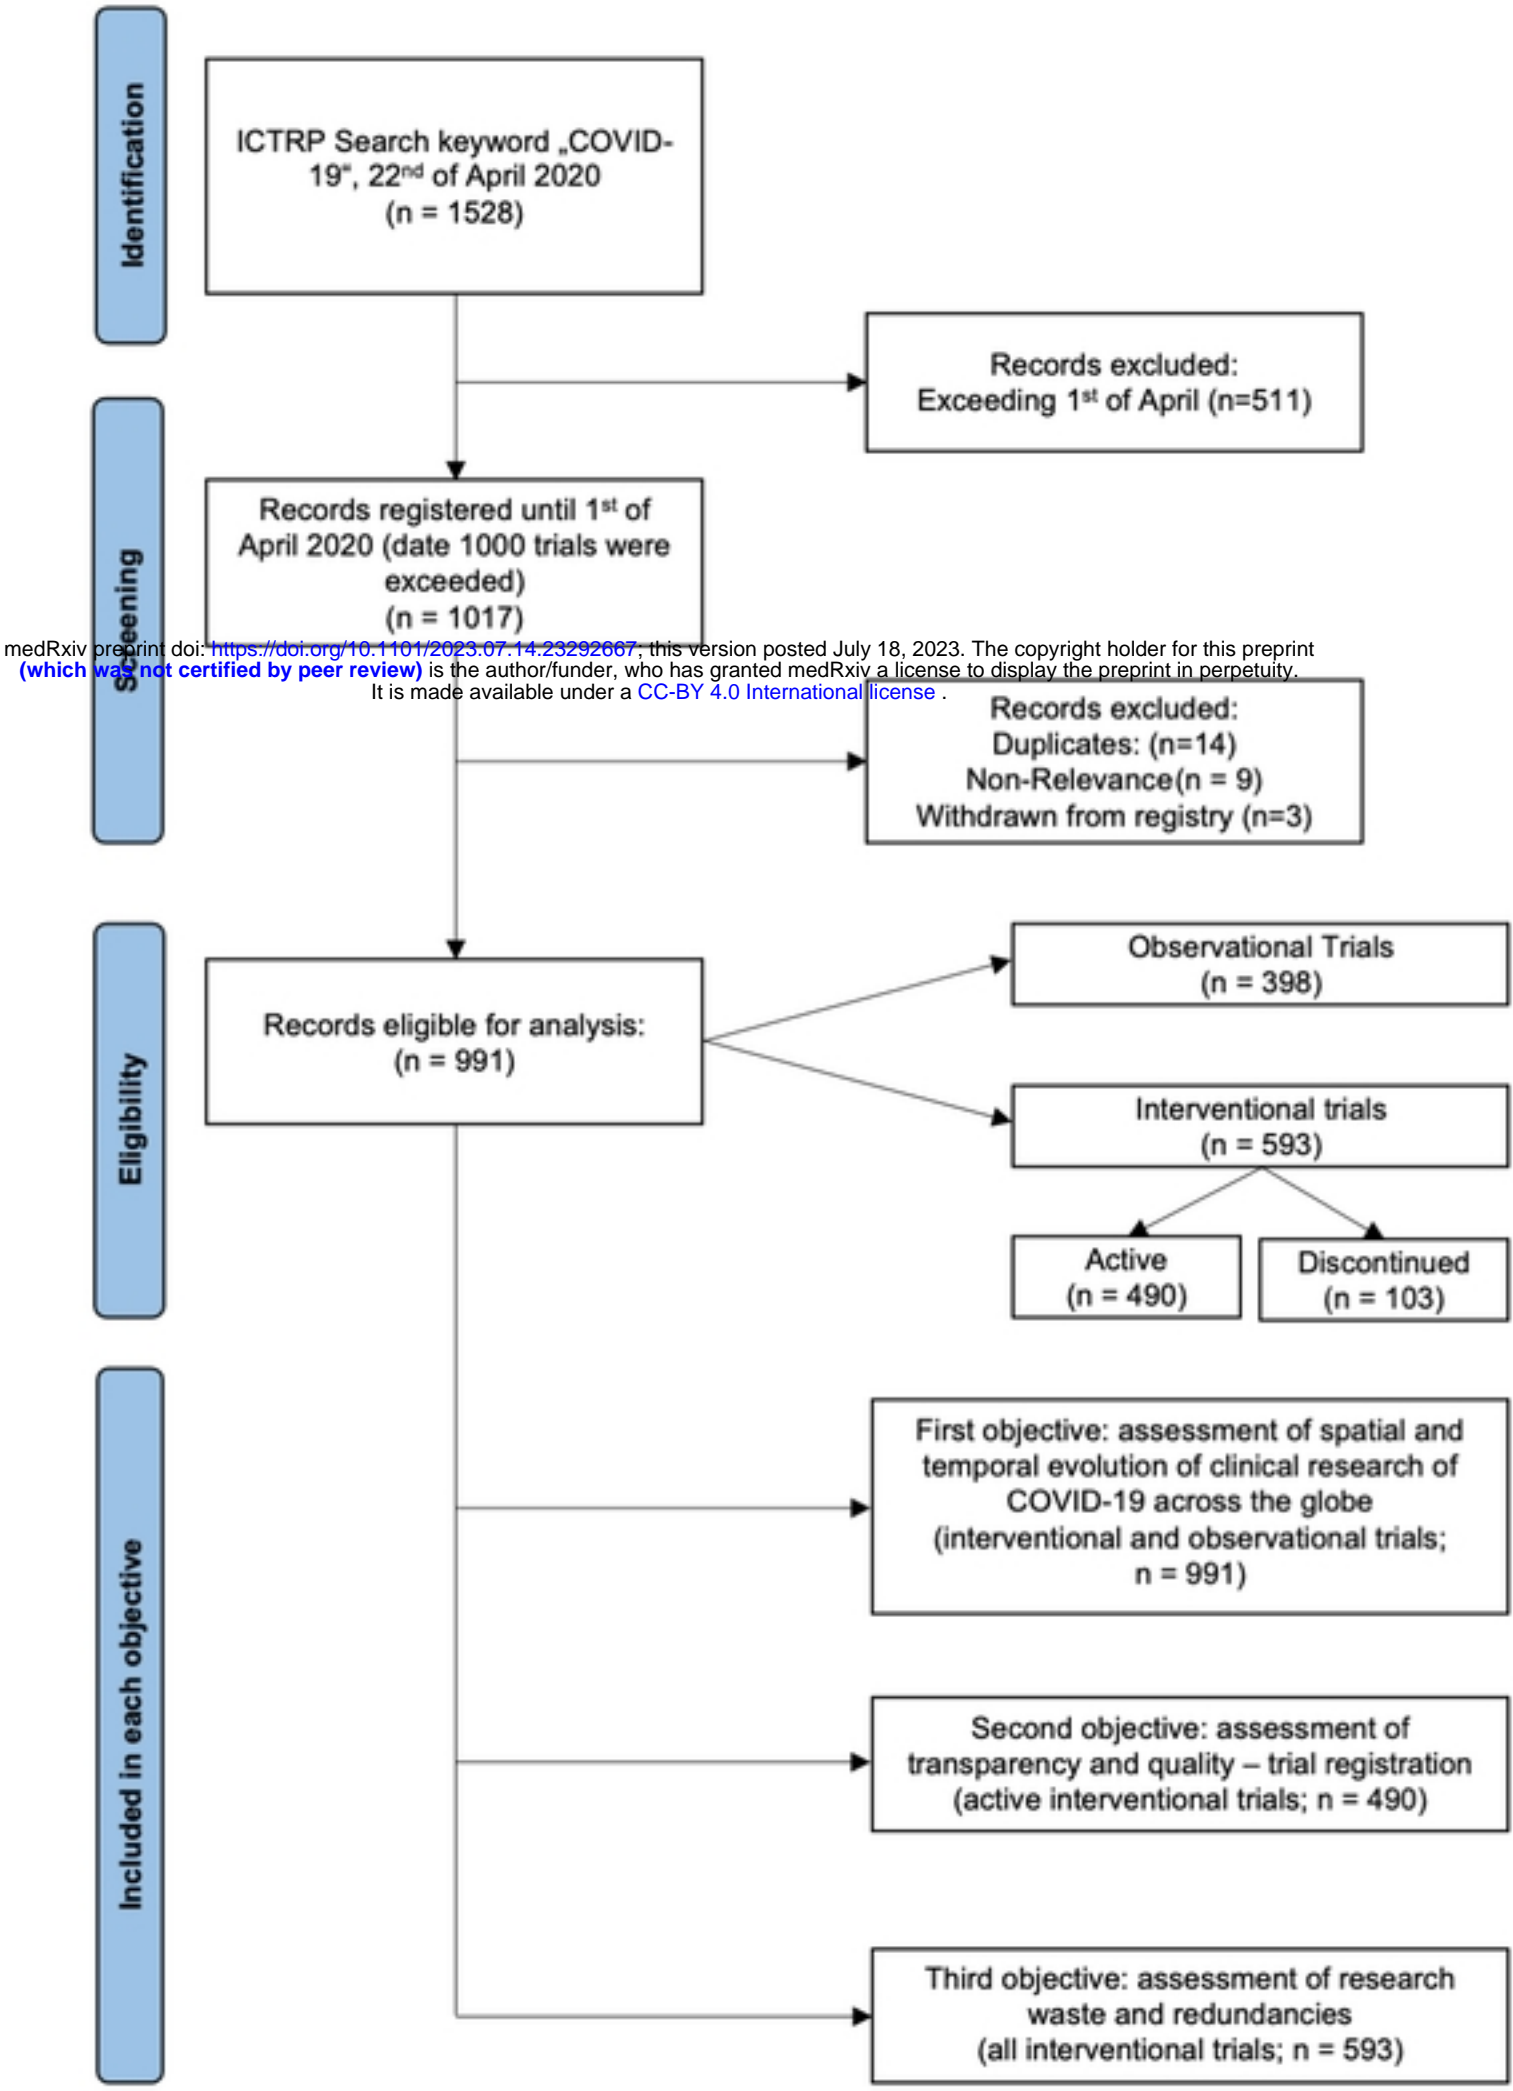 Identification
ICTRP Search keyword „COVID-
19“, 22nd of April 2020
(n = 1528)
Records excluded:
Exceeding 1st of April (n=511)
Screening
Records registered until 1st of
April 2020 (date 1000 trials were
exceeded)
(n = 1017)
medRxiv preprint doi: https://doi.org/10.1101/2023.07.14.23292667; this version posted July 18, 2023. The copyright holder for this preprint
(which was not certified by peer review) is the author/funder, who has granted medRxiv a license to display the preprint in perpetuity.
It is made available under a CC-BY 4.0 International license .
Records excluded:
Duplicates: (n=14)
Non-Relevance(n = 9)
Withdrawn from registry (n=3)
Eligibility
Records eligible for analysis:
(n = 991)
Observational Trials
(n = 398)
Interventional trials
(n = 593)
Active
(n = 490)
Discontinued
(n = 103)
Included in each objective
First objective: assessment of spatial and
temporal evolution of clinical research of
COVID-19 across the globe
(interventional and observational trials;
n = 991)
Second objective: assessment of
transparency and quality – trial registration
(active interventional trials; n = 490)
Third objective: assessment of research
waste and redundancies
(all interventional trials; n = 593)